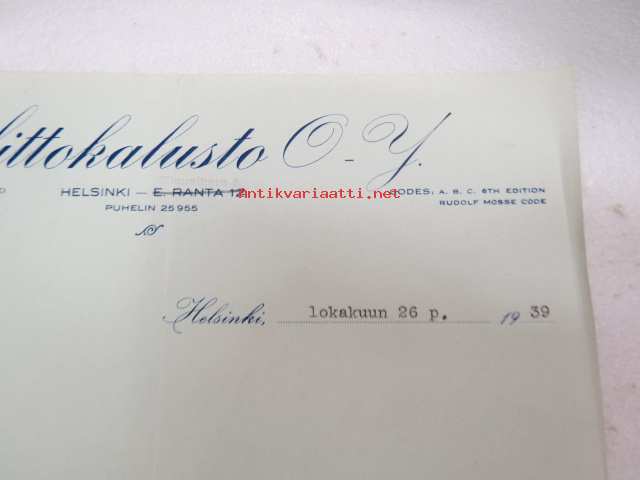 ittokalusto O-Y.
HELSINKI — E. RANTA 12
Antikvariaatti.net
CODES: A. B. C. 6TH EDITION
PUHELIN 25955
RUDOLF MOSSE CODE
Helsinki, lokakuun 26 p. 19 39